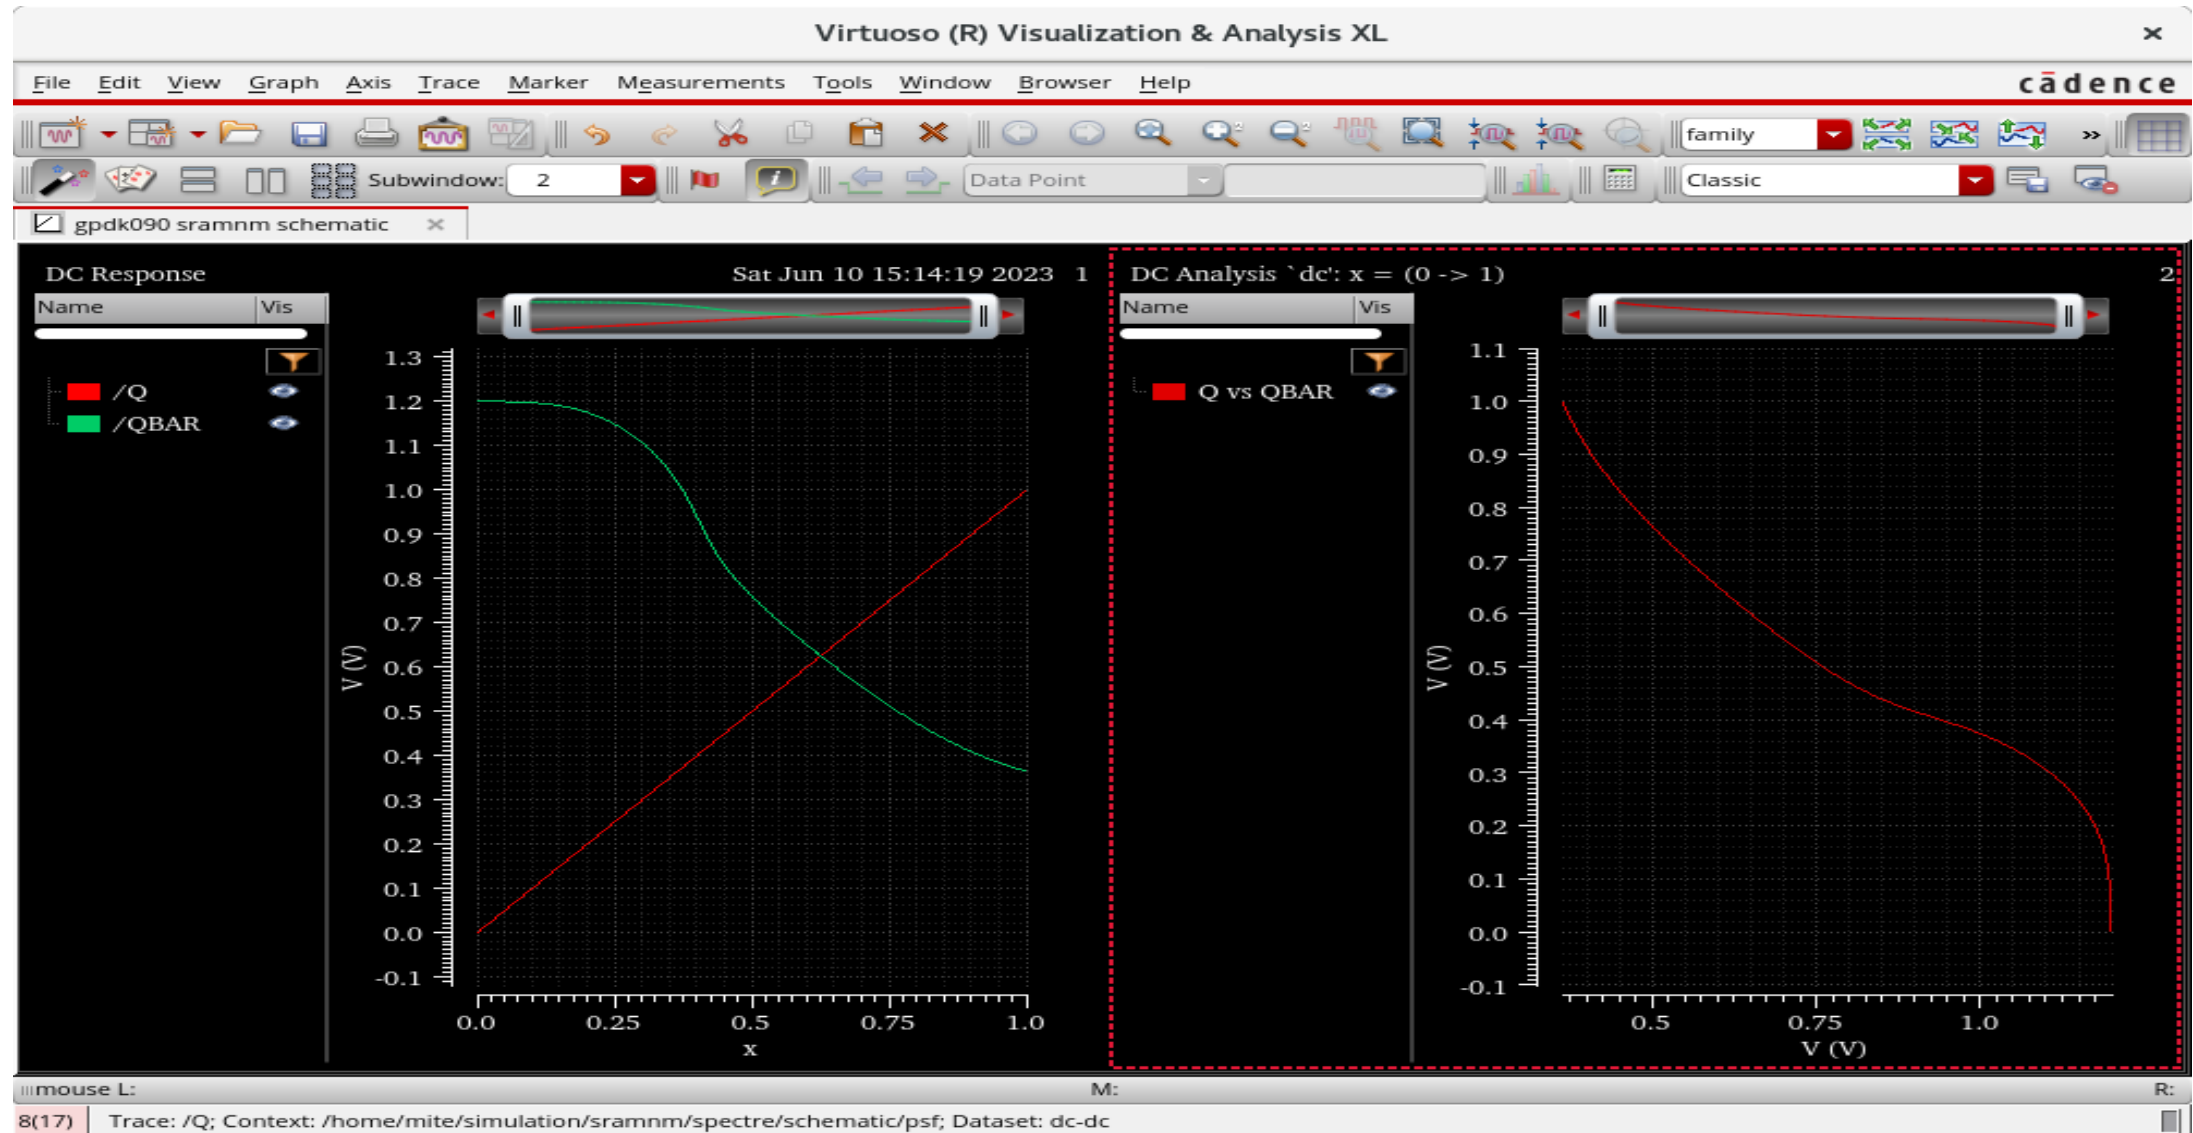 Virtuoso (R) Visualization & Analysis XL
File Edit View Graph Axis Trace Marker Measurements Tools Window Browser Help cādence
family
Subwindow: 2 Data Point Classic
gpdk090 sramnm schematic
DC Response Sat Jun 10 15:14:19 2023 1
Name Vis
/Q
/QBAR
1.3
1.2
1.1
1.0
0.9
0.8
0.7
0.6
0.5
0.4
0.3
0.2
0.1
0.0
-0.1
V (V)
0.0 0.25 0.5 0.75 1.0
x
DC Analysis `dc': x = (0 -> 1) 2
Name Vis
Q vs QBAR
1.1
1.0
0.9
0.8
0.7
0.6
0.5
0.4
0.3
0.2
0.1
0.0
-0.1
V (V)
0.5 0.75 1.0
V (V)
mouse L: M: R:
8(17) Trace: /Q; Context: /home/mite/simulation/sramnm/spectre/schematic/psf; Dataset: dc-dc